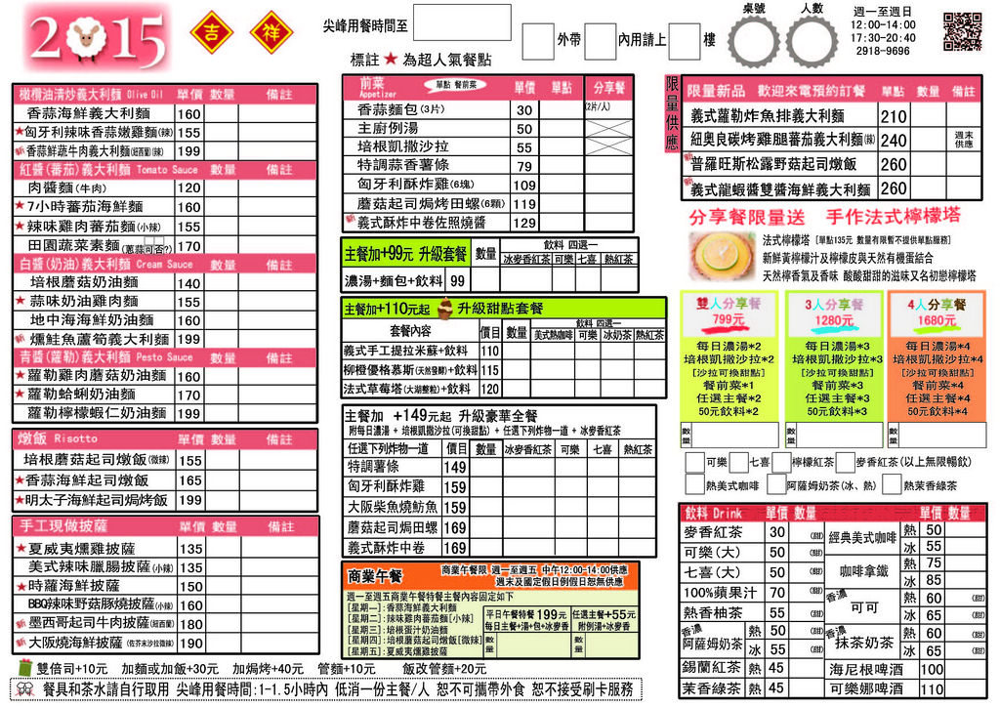 2015 吉 祥
尖峰用餐時間至
外帶 內用請上 樓
標註 ★ 為超人氣餐點
桌號 人數
週一至週日
12:00-14:00
17:30-20:40
2918-9696
橄欖油清炒義大利麵 Olive Oil 單價 數量 備註
香蒜海鮮義大利麵 160
★匈牙利辣味香蒜嫩雞麵(辣) 155
新 香蒜鮮蔬牛肉義大利麵(紐西蘭)(辣) 199
紅醬(蕃茄)義大利麵 Tomato Sauce 數量 備註
肉醬麵(牛肉) 120
★7小時蕃茄海鮮麵 160
★辣味雞肉蕃茄麵(小辣) 155
田園蔬菜素麵(蔥蒜可否?) 170
白醬(奶油)義大利麵 Cream Sauce 數量 備註
培根蘑菇奶油麵 140
★ 蒜味奶油雞肉麵 155
地中海海鮮奶油麵 160
新 燻鮭魚蘆筍義大利麵 199
青醬(蘿勒)義大利麵 Pesto Sauce 數量 備註
★蘿勒雞肉蘑菇奶油麵 160
★蘿勒蛤蜊奶油麵 170
蘿勒檸檬蝦仁奶油麵 199
燉飯 Risotto 單價 數量 備註
培根蘑菇起司燉飯(微辣) 155
★香蒜海鮮起司燉飯 165
★明太子海鮮起司焗烤飯 199
手工現做披薩 單價 數量 備註
★夏威夷燻雞披薩 135
美式辣味臘腸披薩(小辣) 135
★時蘿海鮮披薩 150
BBQ辣味野菇豚燒披薩(小辣) 160
新 墨西哥起司牛肉披薩(紐西蘭) 180
新 大阪燒海鮮披薩(佐芥末沙拉微辣) 190
前菜 Appetizer 單點 餐前菜 單價 單點 分享餐
香蒜麵包(3片) 30 (2片/人)
主廚例湯 50
培根凱撒沙拉 55
特調蒜香薯條 79
匈牙利酥炸雞(6塊) 109
蘑菇起司焗烤田螺(6顆) 119
新 義式酥炸中卷佐照燒醬 129
主餐加+99元 升級套餐 數量 飲料 四選一
冰麥香紅茶 可樂 七喜 熱紅茶
濃湯+麵包+飲料 99
主餐加+110元起 升級甜點套餐
套餐內容 價目 數量 飲料 四選一
美式熱咖啡 可樂 冰奶茶 熱紅茶
義式手工提拉米蘇+飲料 110
柳橙優格慕斯(天然發酵)+飲料 115
法式草莓塔(大湖整粒)+飲料 120
主餐加 +149元起 升級豪華全餐
附每日濃湯 + 培根凱撒沙拉(可換甜點) + 任選下列炸物一道 + 冰麥香紅茶
任選下列炸物一道 價目 數量 冰麥香紅茶 可樂 七喜 熱紅茶
特調薯條 149
匈牙利酥炸雞 159
大阪柴魚燒魴魚 159
蘑菇起司焗田螺 169
義式酥炸中卷 169
商業午餐 商業午餐限 週一至週五 中午12:00-14:00供應
週末及國定假日例假日恕無供應
週一至週五商業午餐特餐主餐內容固定如下
[星期一]:香蒜海鮮義大利麵
[星期二]:辣味雞肉蕃茄麵[小辣]
[星期三]:培根蛋汁奶油麵
[星期四]:培根蘑菇起司燉飯[微辣]
[星期五]:夏威夷燻雞披薩
平日午餐特餐199元
每日主餐+湯+包+冰麥香
數量
任選主餐+55元
附例湯+冰麥香
數量
限量供應
限量新品 歡迎來電預約訂餐 單點 數量 備註
義式蘿勒炸魚排義大利麵 210
紐奧良碳烤雞腿蕃茄義大利麵(辣) 240 週末供應
新 普羅旺斯松露野菇起司燉飯 260
新 義式龍蝦醬雙醬海鮮義大利麵 260
分享餐限量送 手作法式檸檬塔
法式檸檬塔 [單點135元 數量有限暫不提供單點服務]
新鮮黃檸檬汁及檸檬皮與天然有機蛋結合
天然檸香氣及香味 酸酸甜甜的滋味又名初戀檸檬塔
雙人分享餐
799元
每日濃湯*2
培根凱撒沙拉*2
[沙拉可換甜點]
餐前菜*1
任選主餐*2
50元飲料*2
數量
3人分享餐
1280元
每日濃湯*3
培根凱撒沙拉*3
[沙拉可換甜點]
餐前菜*3
任選主餐*3
50元飲料*3
數量
4人分享餐
1680元
每日濃湯*4
培根凱撒沙拉*4
[沙拉可換甜點]
餐前菜*4
任選主餐*4
50元飲料*4
數量
可樂 七喜 檸檬紅茶 麥香紅茶(以上無限暢飲)
熱美式咖啡 阿薩姆奶茶(冰、熱) 熱茉香綠茶
飲料 Drink 單價 數量 單價 數量
麥香紅茶 30 (甜)
可樂(大) 50 (甜)
七喜(大) 50 (甜)
100%蘋果汁 70 (甜)
熱香柚茶 55 (甜)
香濃 阿薩姆奶茶 熱 50 (甜)
冰 55 (甜)
錫蘭紅茶 熱 45
茉香綠茶 熱 45
經典美式咖啡 熱 50
冰 55
咖啡拿鐵 熱 75
冰 85
香濃 可可 熱 60 (甜)
冰 65 (甜)
香濃 抹茶奶茶 熱 60 (甜)
冰 65 (甜)
海尼根啤酒 100
可樂娜啤酒 110
雙倍司+10元 加麵或加飯+30元 加焗烤+40元 管麵+10元 飯改管麵+20元
餐具和茶水請自行取用 尖峰用餐時間:1-1.5小時內 低消一份主餐/人 恕不可攜帶外食 恕不接受刷卡服務